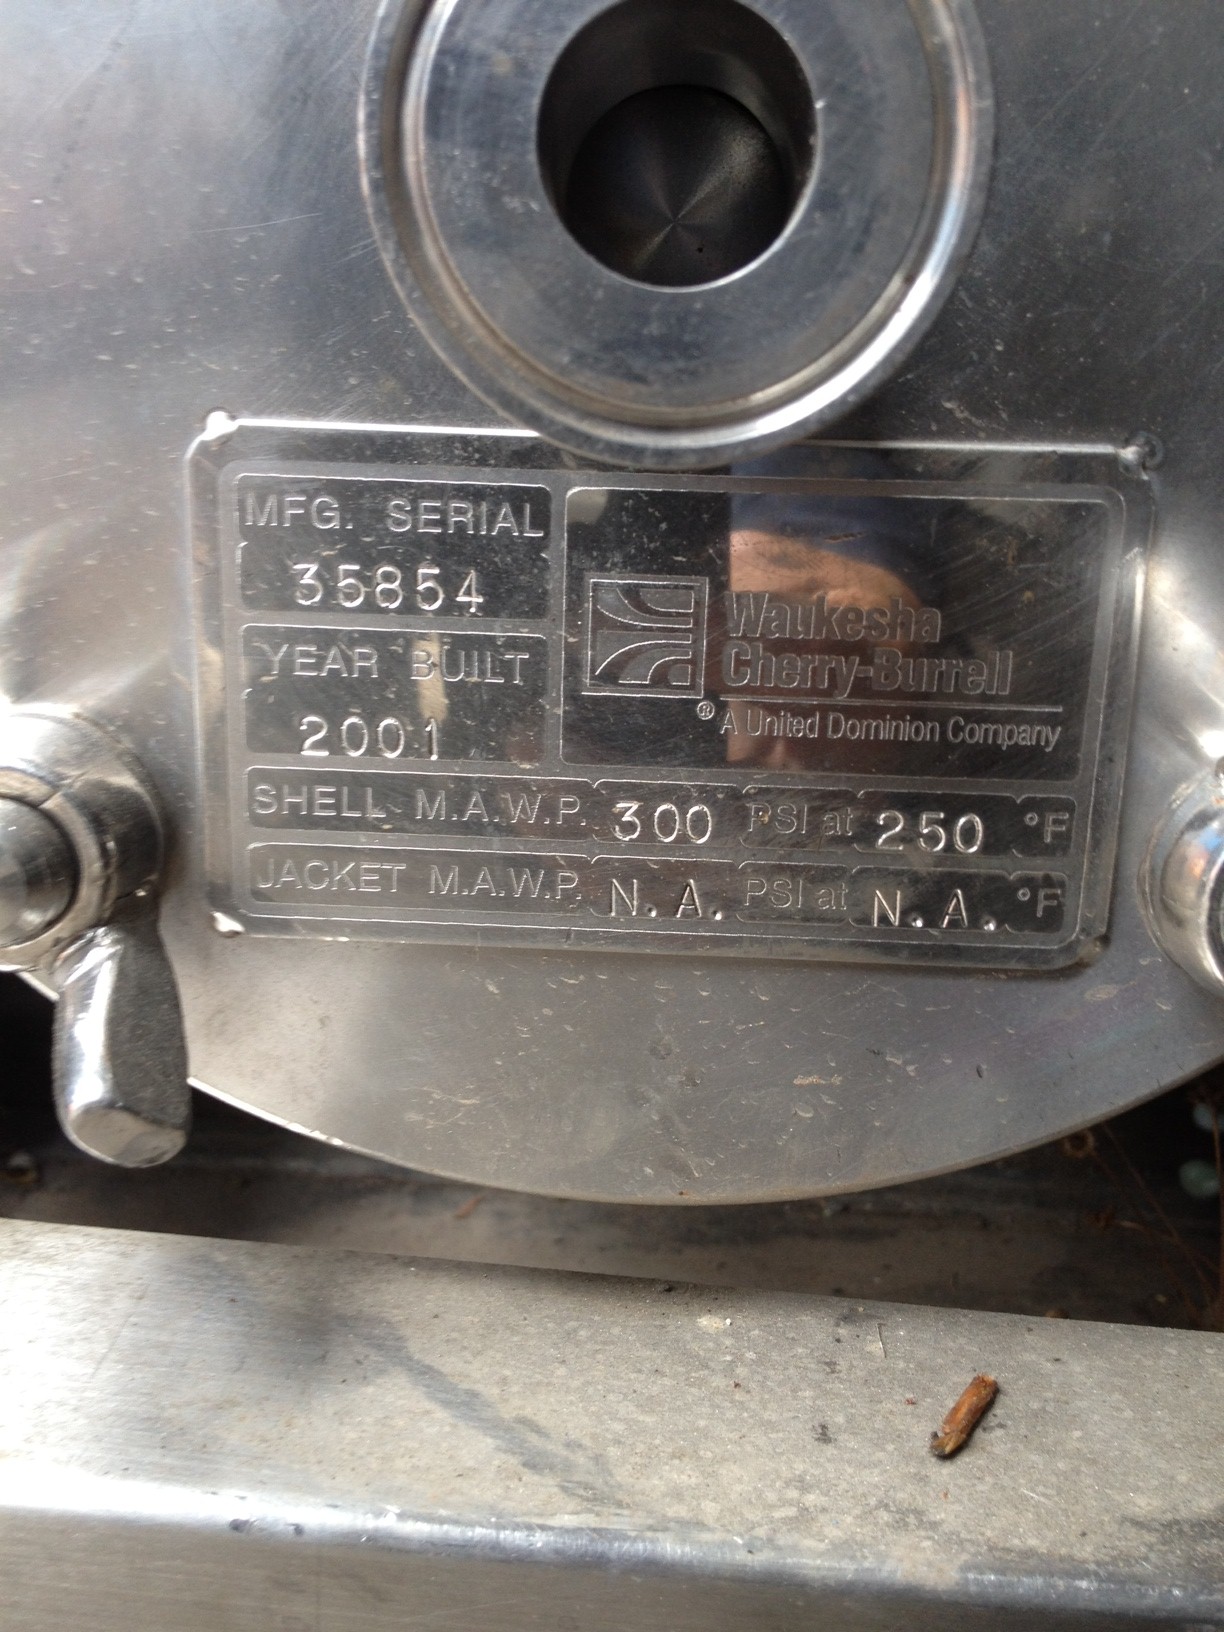 MFG. SERIAL
35854
YEAR BUILT
2001
Waukesha
Cherry-Burrell
® A United Dominion Company
SHELL M.A.W.P. 300 PSI at 250 °F
JACKET M.A.W.P. N.A. PSI at N.A. °F